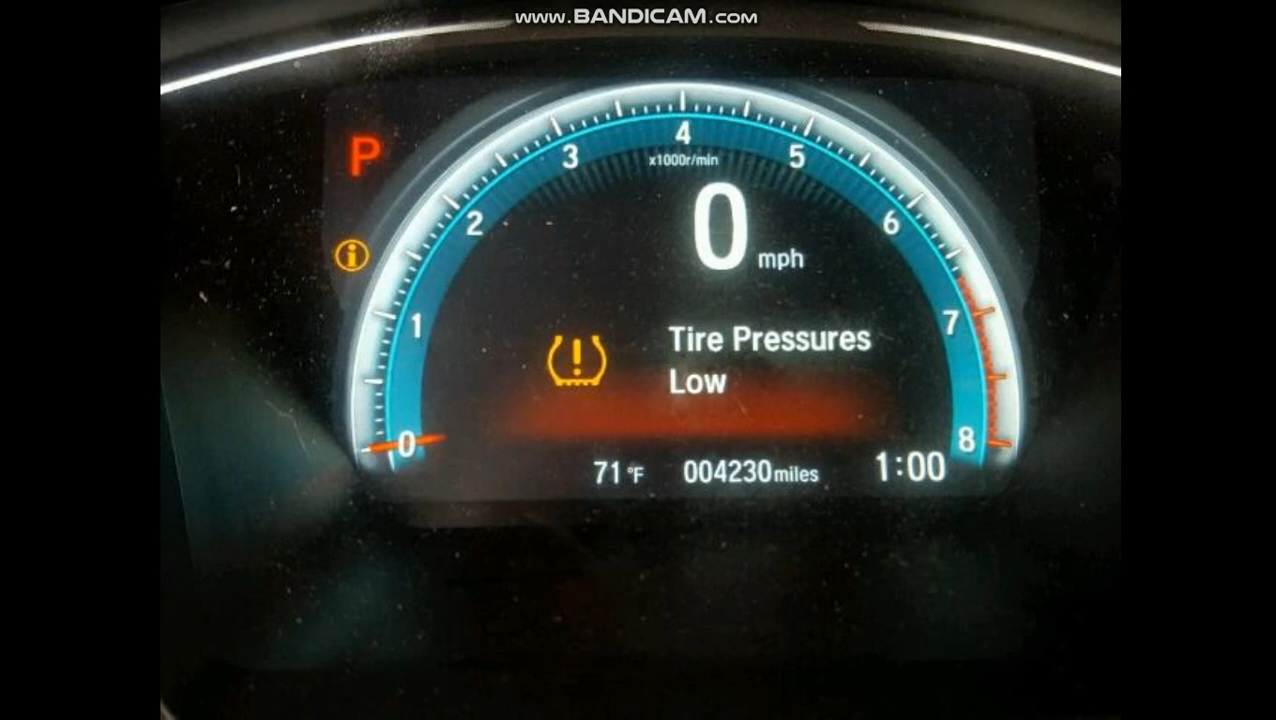 www.BANDICAM.com
P
4
3
5
x1000r/min
2
0 mph
6
i
1
7
Tire Pressures
!
Low
0
8
71°F 004230miles 1:00